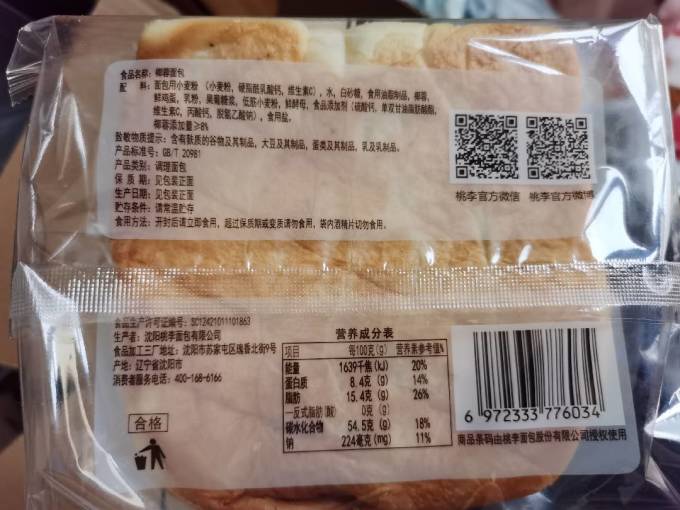 食品名称：椰蓉面包
配 料：面包用小麦粉（小麦粉，硬脂酰乳酸钙，维生素C），水，白砂糖，食用油脂制品，椰蓉，
鲜鸡蛋，乳粉，果葡糖浆，低筋小麦粉，鲜酵母，食品添加剂（硫酸钙，单双甘油脂肪酸酯，
维生素C，丙酸钙，脱氢乙酸钠），食用盐。
椰蓉添加量≥8%
致敏物质提示：含有麸质的谷物及其制品，大豆及其制品，蛋类及其制品，乳及乳制品。
产品标准号：GB/T 20981
产品类别：调理面包
保 质 期：见包装正面
生产日期：见包装正面
贮存条件：请常温贮存
食用方法：开封后请立即食用，超过保质期或变质请勿食用，袋内酒精片切勿食用。
桃李官方微信 桃李官方微博
食品生产许可证编号：SC12421011101863
生产者：沈阳桃李面包有限公司
食品加工三厂地址：沈阳市苏家屯区瑰香北街9号
产地：辽宁省沈阳市
消费者服务电话：400-168-6166
合格
营养成分表
项目 每100克(g) 营养素参考值%
能量 1639千焦(kJ) 20%
蛋白质 8.4克(g) 14%
脂肪 15.4克(g) 26%
—反式脂肪(酸) 0克(g)
碳水化合物 54.5克(g) 18%
钠 224毫克(mg) 11%
6 972333 776034
商品条码由桃李面包股份有限公司授权使用